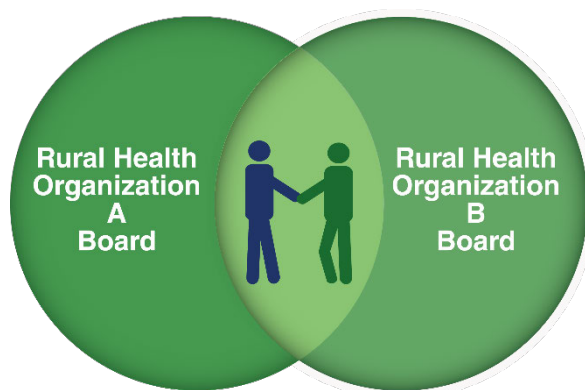 Rural Health
Organization
A
Board
Rural Health
Organization
B
Board